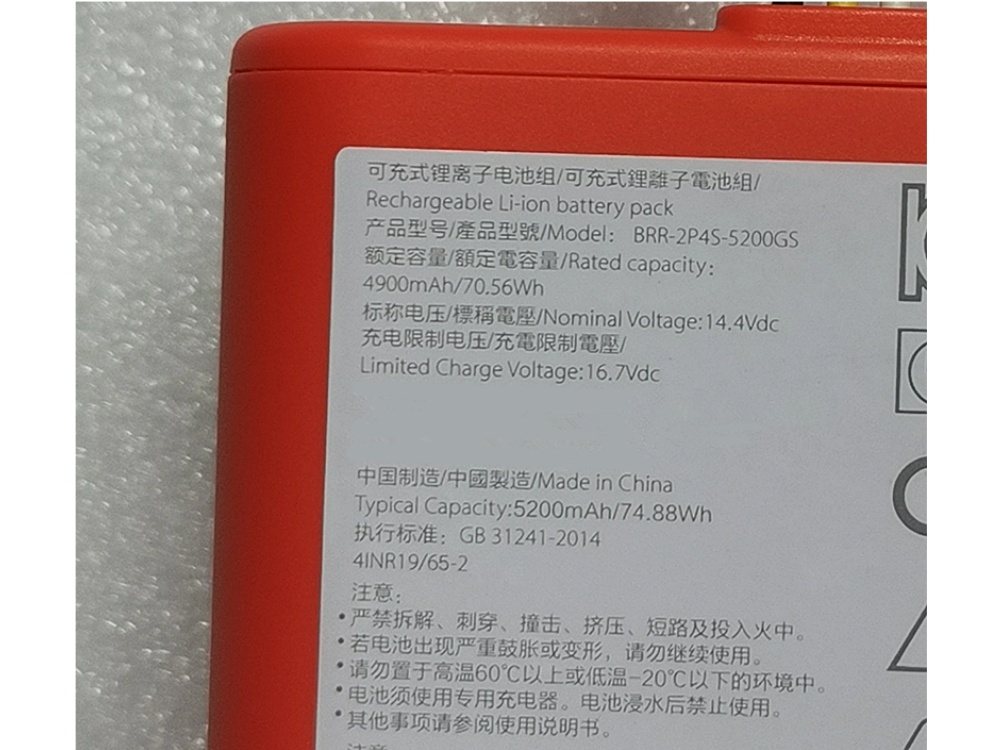 可充式锂离子电池组/可充式鋰離子電池組/
Rechargeable Li-ion battery pack
产品型号/產品型號/Model： BRR-2P4S-5200GS
额定容量/額定電容量/Rated capacity：
4900mAh/70.56Wh
标称电压/標稱電壓/Nominal Voltage:14.4Vdc
充电限制电压/充電限制電壓/
Limited Charge Voltage:16.7Vdc
中国制造/中國製造/Made in China
Typical Capacity:5200mAh/74.88Wh
执行标准：GB 31241-2014
4INR19/65-2
注意：
•严禁拆解、刺穿、撞击、挤压、短路及投入火中。
•若电池出现严重鼓胀或变形，请勿继续使用。
•请勿置于高温60℃以上或低温-20℃以下的环境中。
•电池须使用专用充电器。电池浸水后禁止使用。
•其他事项请参阅使用说明书。